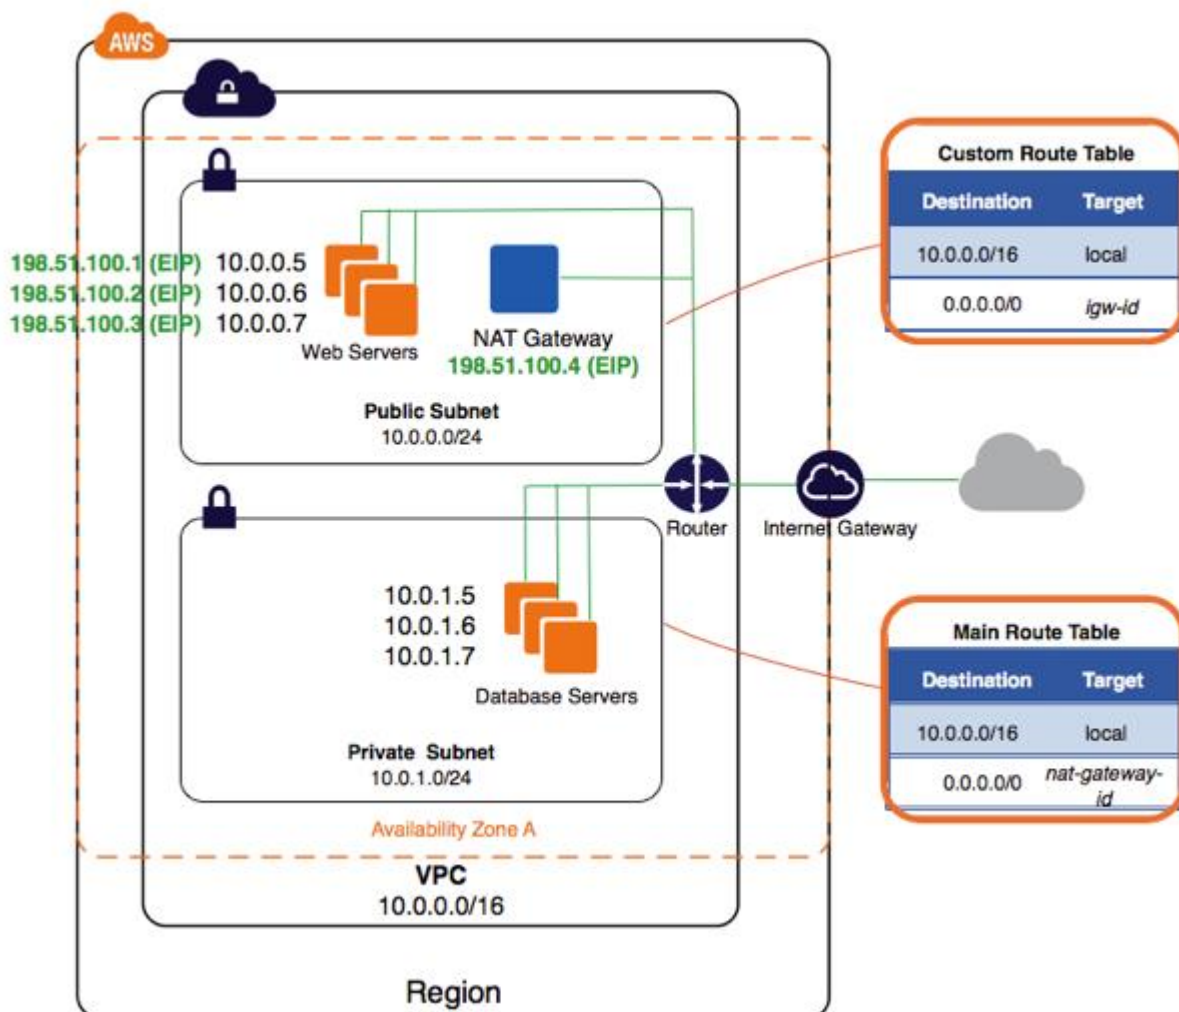 AWS
198.51.100.1 (EIP) 10.0.0.5
198.51.100.2 (EIP) 10.0.0.6
198.51.100.3 (EIP) 10.0.0.7
Web Servers
NAT Gateway
198.51.100.4 (EIP)
Public Subnet
10.0.0.0/24
Custom Route Table
Destination Target
10.0.0.0/16 local
0.0.0.0/0 igw-id
Router
Internet Gateway
10.0.1.5
10.0.1.6
10.0.1.7
Database Servers
Private Subnet
10.0.1.0/24
Main Route Table
Destination Target
10.0.0.0/16 local
0.0.0.0/0 nat-gateway-
id
Availability Zone A
VPC
10.0.0.0/16
Region